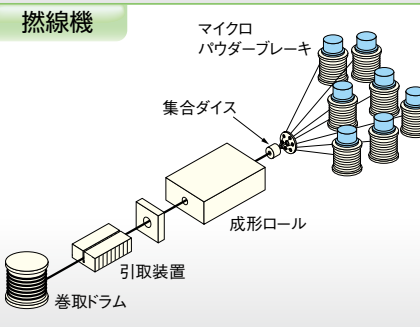 撚線機
マイクロ
パウダーブレーキ
集合ダイス
成形ロール
引取装置
巻取ドラム